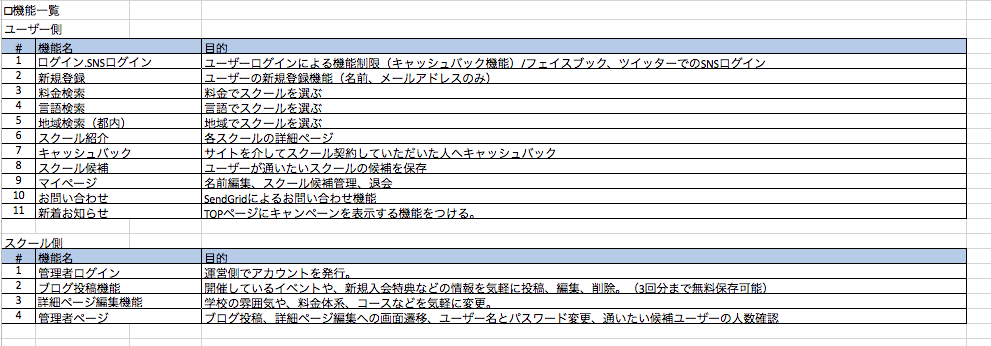 □機能一覧
ユーザー側
# 機能名 目的
1 ログイン.SNSログイン ユーザーログインによる機能制限（キャッシュバック機能）/フェイスブック、ツイッターでのSNSログイン
2 新規登録 ユーザーの新規登録機能（名前、メールアドレスのみ）
3 料金検索 料金でスクールを選ぶ
4 言語検索 言語でスクールを選ぶ
5 地域検索（都内） 地域でスクールを選ぶ
6 スクール紹介 各スクールの詳細ページ
7 キャッシュバック サイトを介してスクール契約していただいた人へキャッシュバック
8 スクール候補 ユーザーが通いたいスクールの候補を保存
9 マイページ 名前編集、スクール候補管理、退会
10 お問い合わせ SendGridによるお問い合わせ機能
11 新着お知らせ TOPページにキャンペーンを表示する機能をつける。
スクール側
# 機能名 目的
1 管理者ログイン 運営側でアカウントを発行。
2 ブログ投稿機能 開催しているイベントや、新規入会特典などの情報を気軽に投稿、編集、削除。（3回分まで無料保存可能）
3 詳細ページ編集機能 学校の雰囲気や、料金体系、コースなどを気軽に変更。
4 管理者ページ ブログ投稿、詳細ページ編集への画面遷移、ユーザー名とパスワード変更、通いたい候補ユーザーの人数確認